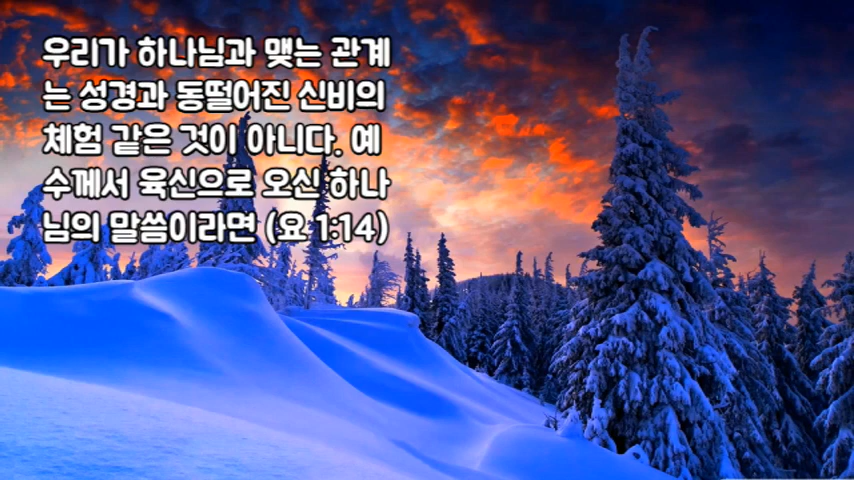 우리가 하나님과 맺는 관계
는 성경과 동떨어진 신비의
체험 같은 것이 아니다. 예
수께서 육신으로 오신 하나
님의 말씀이라면 (요 1:14)